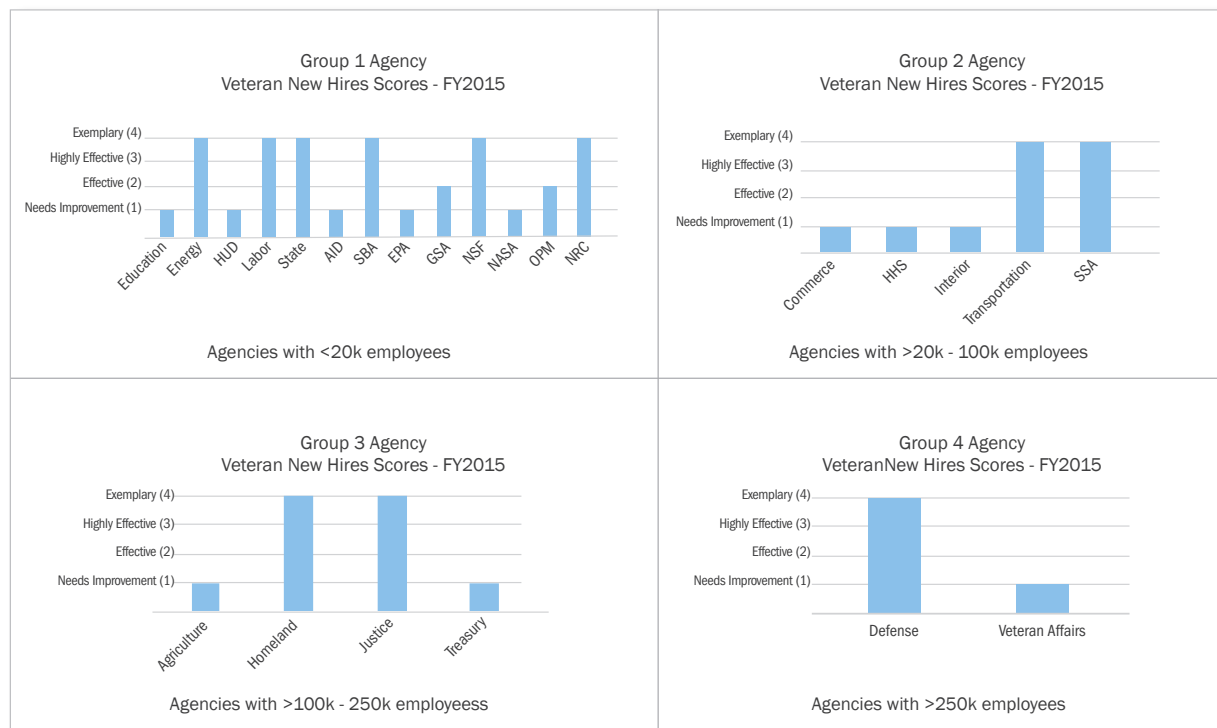 Group 1 Agency
Veteran New Hires Scores - FY2015
Exemplary (4)
Highly Effective (3)
Effective (2)
Needs Improvement (1)
Education
Energy
HUD
Labor
State
AID
SBA
EPA
GSA
NSF
NASA
OPM
NRC
Agencies with <20k employees
Group 2 Agency
Veteran New Hires Scores - FY2015
Exemplary (4)
Highly Effective (3)
Effective (2)
Needs Improvement (1)
Commerce
HHS
Interior
Transportation
SSA
Agencies with >20k - 100k employees
Group 3 Agency
Veteran New Hires Scores - FY2015
Exemplary (4)
Highly Effective (3)
Effective (2)
Needs Improvement (1)
Agriculture
Homeland
Justice
Treasury
Agencies with >100k - 250k employeess
Group 4 Agency
VeteranNew Hires Scores - FY2015
Exemplary (4)
Highly Effective (3)
Effective (2)
Needs Improvement (1)
Defense
Veteran Affairs
Agencies with >250k employees